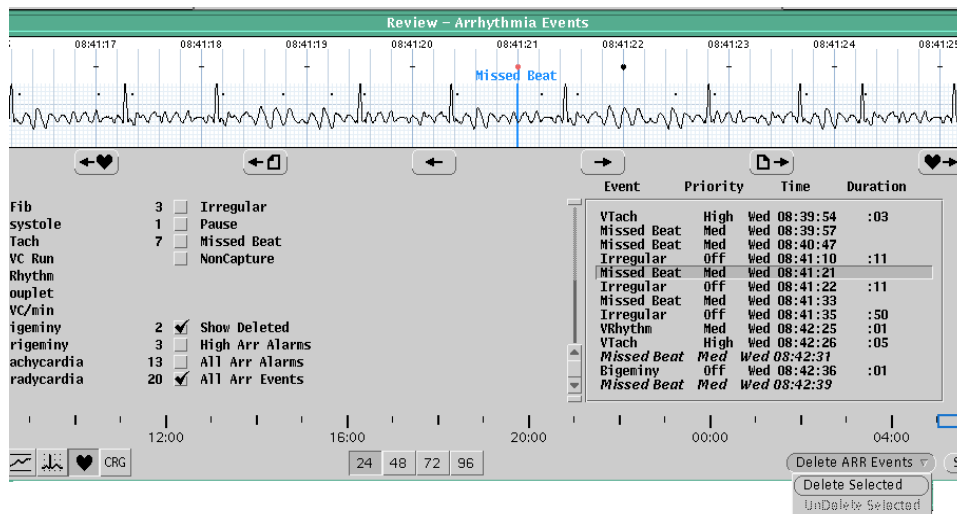 Review – Arrhythmia Events
08:41:17 08:41:18 08:41:19 08:41:20 08:41:21 08:41:22 08:41:23 08:41:24 08:41:25
Missed Beat
Event Priority Time Duration
Fib 3 Irregular
systole 1 Pause
Tach 7 Missed Beat
VC Run NonCapture
Rhythm
ouplet
VC/min
igeminy 2 Show Deleted
rigeminy 3 High Arr Alarms
achycardia 13 All Arr Alarms
radycardia 20 All Arr Events
VTach High Wed 08:39:54 :03
Missed Beat Med Wed 08:39:57
Missed Beat Med Wed 08:40:47
Irregular Off Wed 08:41:10 :11
Missed Beat Med Wed 08:41:21
Irregular Off Wed 08:41:22 :11
Missed Beat Med Wed 08:41:33
Irregular Off Wed 08:41:35 :50
VRhythm Med Wed 08:42:25 :01
VTach High Wed 08:42:26 :05
Missed Beat Med Wed 08:42:31
Bigeminy Off Wed 08:42:36 :01
Missed Beat Med Wed 08:42:39
12:00 16:00 20:00 00:00 04:00
CRG 24 48 72 96 Delete ARR Events S
Delete Selected
UnDelete Selected